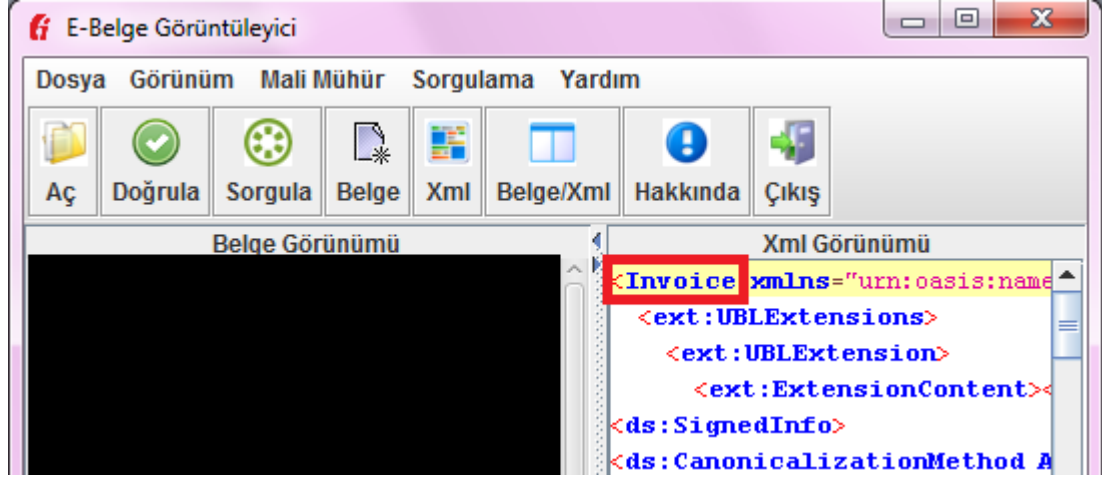 E-Belge Görüntüleyici
Dosya Görünüm Mali Mühür Sorgulama Yardım
Aç Doğrula Sorgula Belge Xml Belge/Xml Hakkında Çıkış
Belge Görünümü Xml Görünümü
<Invoice xmlns="urn:oasis:name
<ext:UBLExtensions>
<ext:UBLExtension>
<ext:ExtensionContent><
<ds:SignedInfo>
<ds:CanonicalizationMethod A